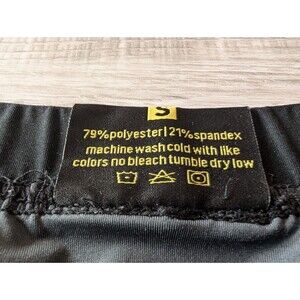 S
79%polyester|21%spandex
machine wash cold with like
colors no bleach tumble dry low